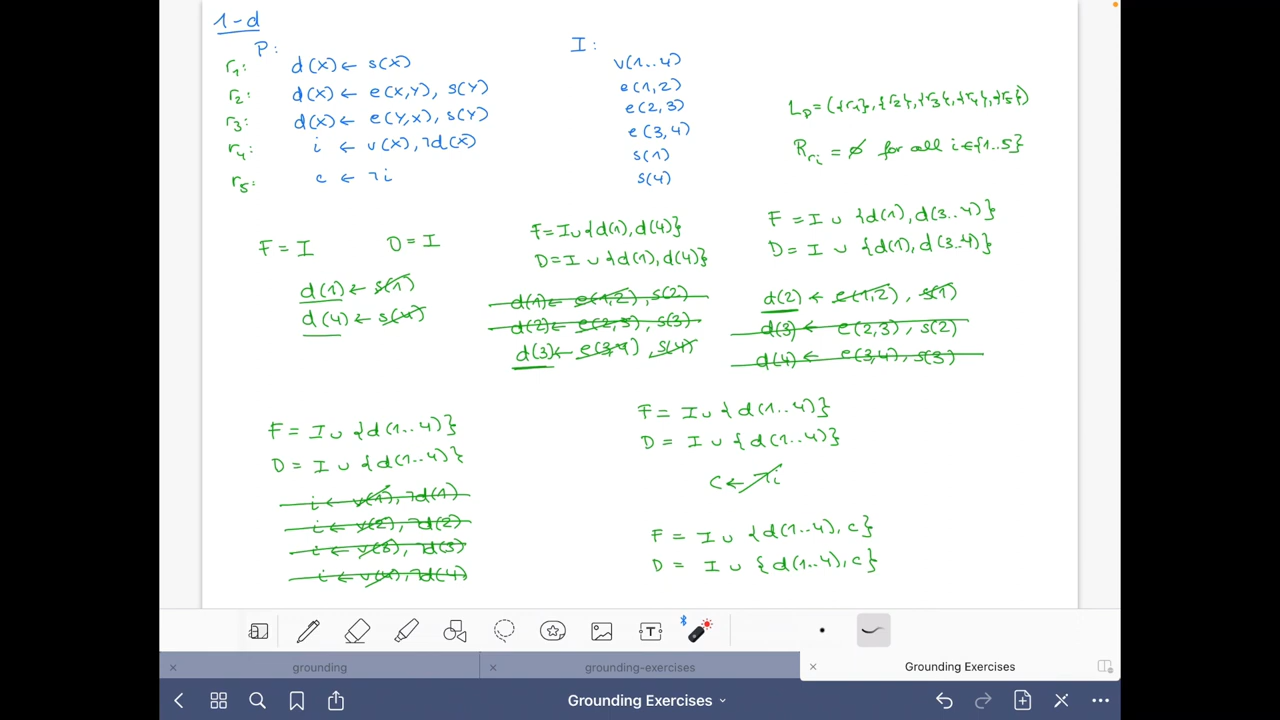 1-d
P:
r1: d(X) ← s(X)
r2: d(X) ← e(X,Y), s(Y)
r3: d(X) ← e(Y,X), s(Y)
r4: i ← v(X), ¬d(X)
r5: c ← ¬i
I:
v(1..4)
e(1,2)
e(2,3)
e(3,4)
s(1)
s(4)
Lp = ({r1},{r2},{r3},{r4},{r5})
Rri = ∅ for all i∈{1..5}
F = I D = I
d(1) ← s(1)
d(4) ← s(4)
F = I ∪ {d(1), d(4)}
D = I ∪ {d(1), d(4)}
d(1) ← e(1,2), s(2)
d(2) ← e(2,3), s(3)
d(3) ← e(3,4), s(4)
F = I ∪ {d(1), d(3..4)}
D = I ∪ {d(1), d(3..4)}
d(2) ← e(1,2), s(1)
d(3) ← e(2,3), s(2)
d(4) ← e(3,4), s(3)
F = I ∪ {d(1..4)}
D = I ∪ {d(1..4)}
i ← v(1), ¬d(1)
i ← v(2), ¬d(2)
i ← v(3), ¬d(3)
i ← v(4), ¬d(4)
F = I ∪ {d(1..4)}
D = I ∪ {d(1..4)}
c ← ¬i
F = I ∪ {d(1..4), c}
D = I ∪ {d(1..4), c}
T
grounding
grounding-exercises
Grounding Exercises
Grounding Exercises